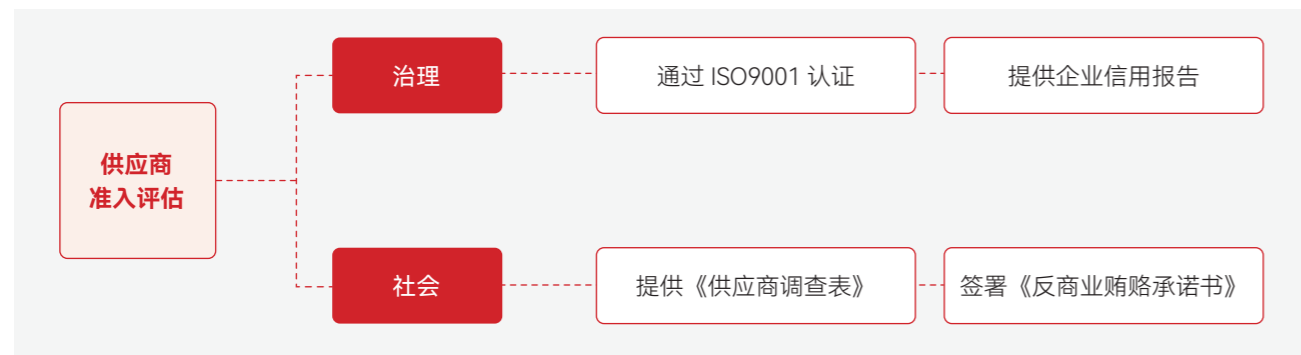 供应商
准入评估
治理
通过 ISO9001 认证
提供企业信用报告
社会
提供《供应商调查表》
签署《反商业贿赂承诺书》